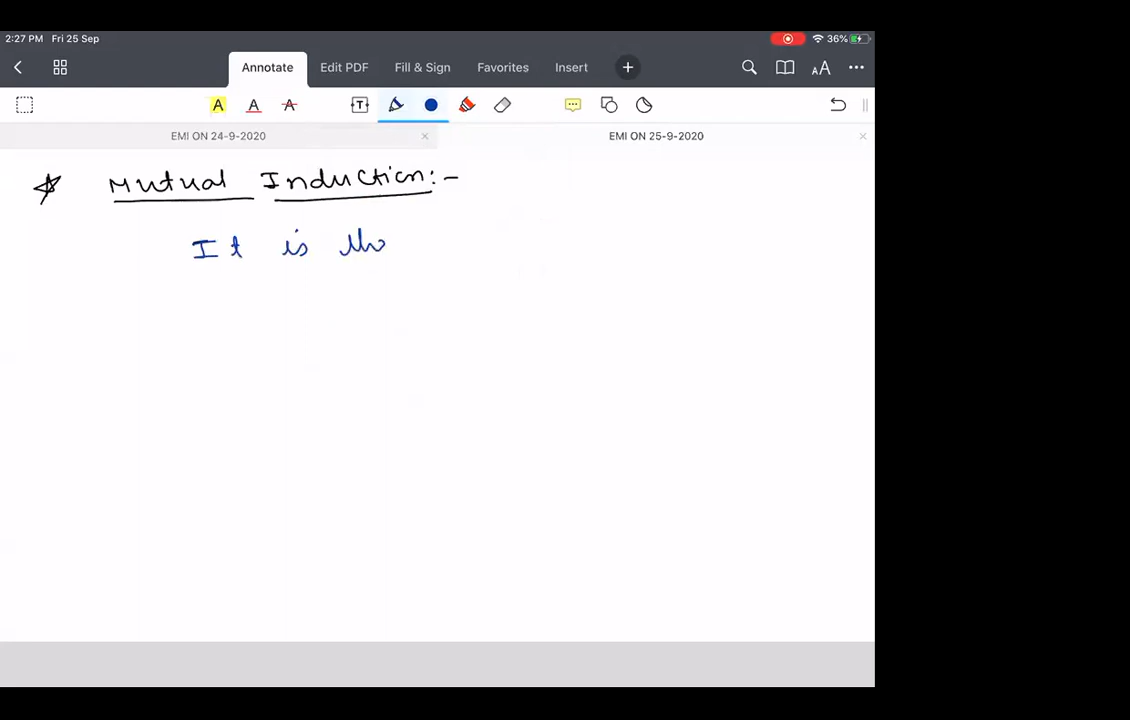 2:27 PM Fri 25 Sep 36%
Annotate Edit PDF Fill & Sign Favorites Insert
EMI ON 24-9-2020 EMI ON 25-9-2020
Mutual Induction:-
It is the